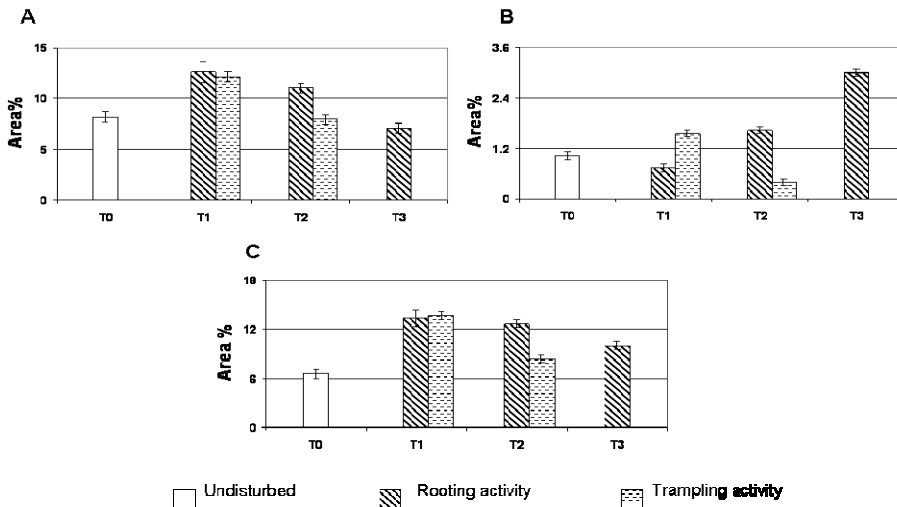 A
Area%
15
10
5
0
T0 T1 T2 T3
B
Area%
3.6
2.4
1.2
0
T0 T1 T2 T3
C
Area %
18
12
6
0
T0 T1 T2 T3
Undisturbed Rooting activity Trampling activity